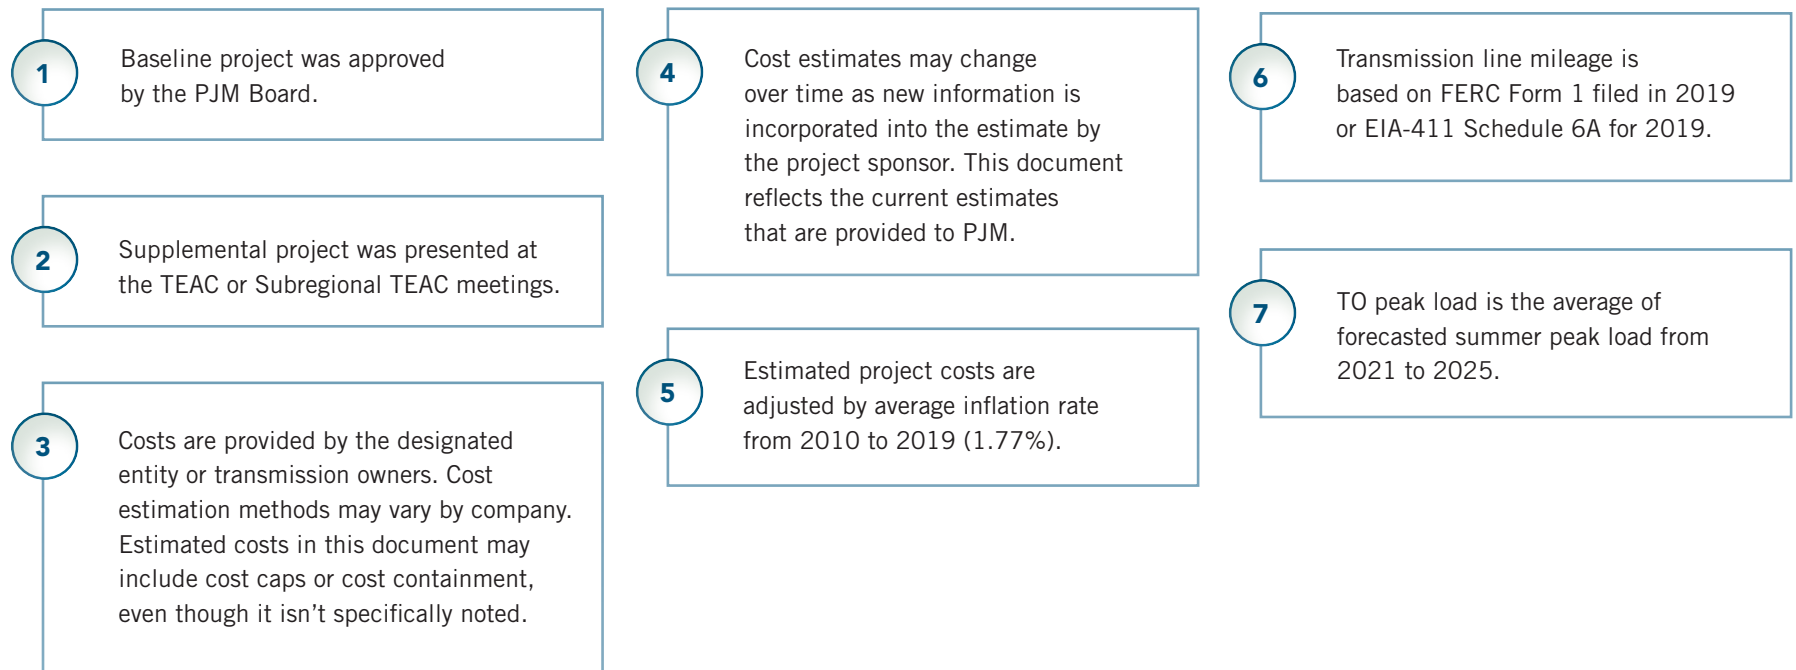 1
Baseline project was approved
by the PJM Board.
2
Supplemental project was presented at
the TEAC or Subregional TEAC meetings.
3
Costs are provided by the designated
entity or transmission owners. Cost
estimation methods may vary by company.
Estimated costs in this document may
include cost caps or cost containment,
even though it isn’t specifically noted.
4
Cost estimates may change
over time as new information is
incorporated into the estimate by
the project sponsor. This document
reflects the current estimates
that are provided to PJM.
5
Estimated project costs are
adjusted by average inflation rate
from 2010 to 2019 (1.77%).
6
Transmission line mileage is
based on FERC Form 1 filed in 2019
or EIA-411 Schedule 6A for 2019.
7
TO peak load is the average of
forecasted summer peak load from
2021 to 2025.